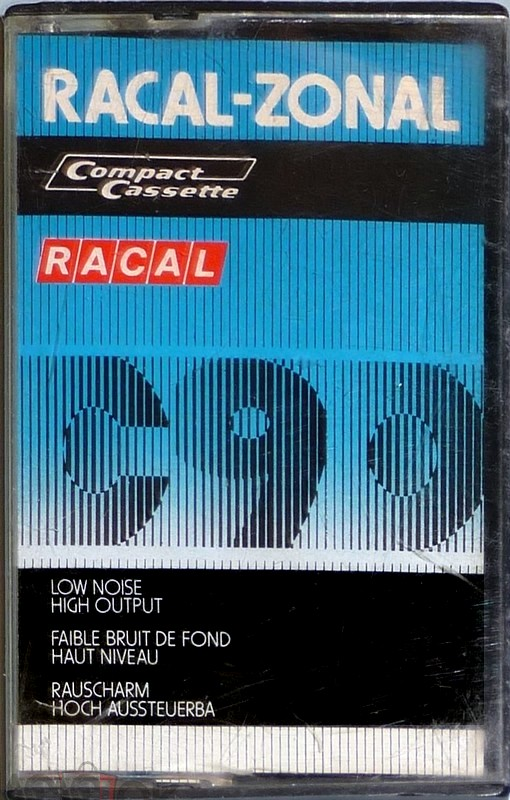 RACAL-ZONAL
Compact
Cassette
RACAL
C90
LOW NOISE
HIGH OUTPUT
FAIBLE BRUIT DE FOND
HAUT NIVEAU
RAUSCHARM
HOCH AUSSTEUERBA